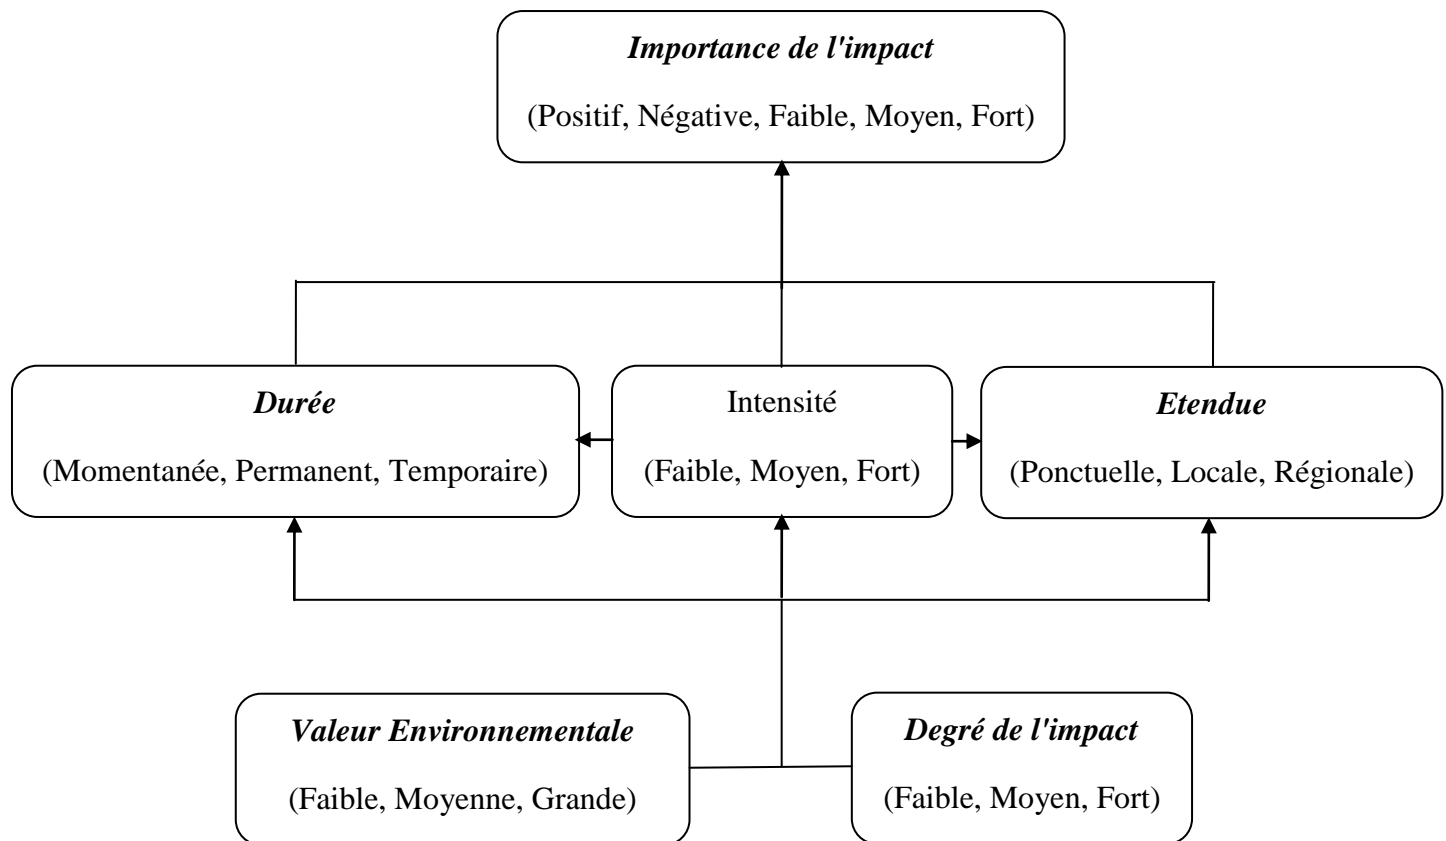 Importance de l'impact
(Positif, Négative, Faible, Moyen, Fort)
Durée
(Momentanée, Permanent, Temporaire)
Intensité
(Faible, Moyen, Fort)
Etendue
(Ponctuelle, Locale, Régionale)
Valeur Environnementale
(Faible, Moyenne, Grande)
Degré de l'impact
(Faible, Moyen, Fort)